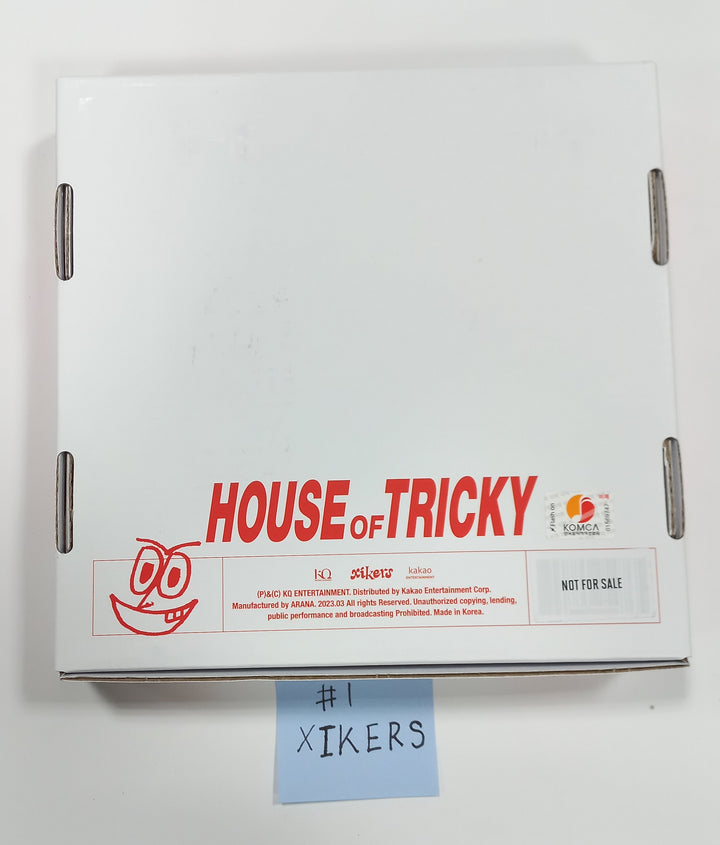 HOUSE OF TRICKY
KOMCA
KQ xikers kakao
ENTERTAINMENT
(P)&(C) KQ ENTERTAINMENT. Distributed by Kakao Entertainment Corp.
Manufactured by ARANA. 2023.03 All rights Reserved. Unauthorized copying, lending,
public performance and broadcasting Prohibited. Made in Korea.
NOT FOR SALE
#1
XIKERS